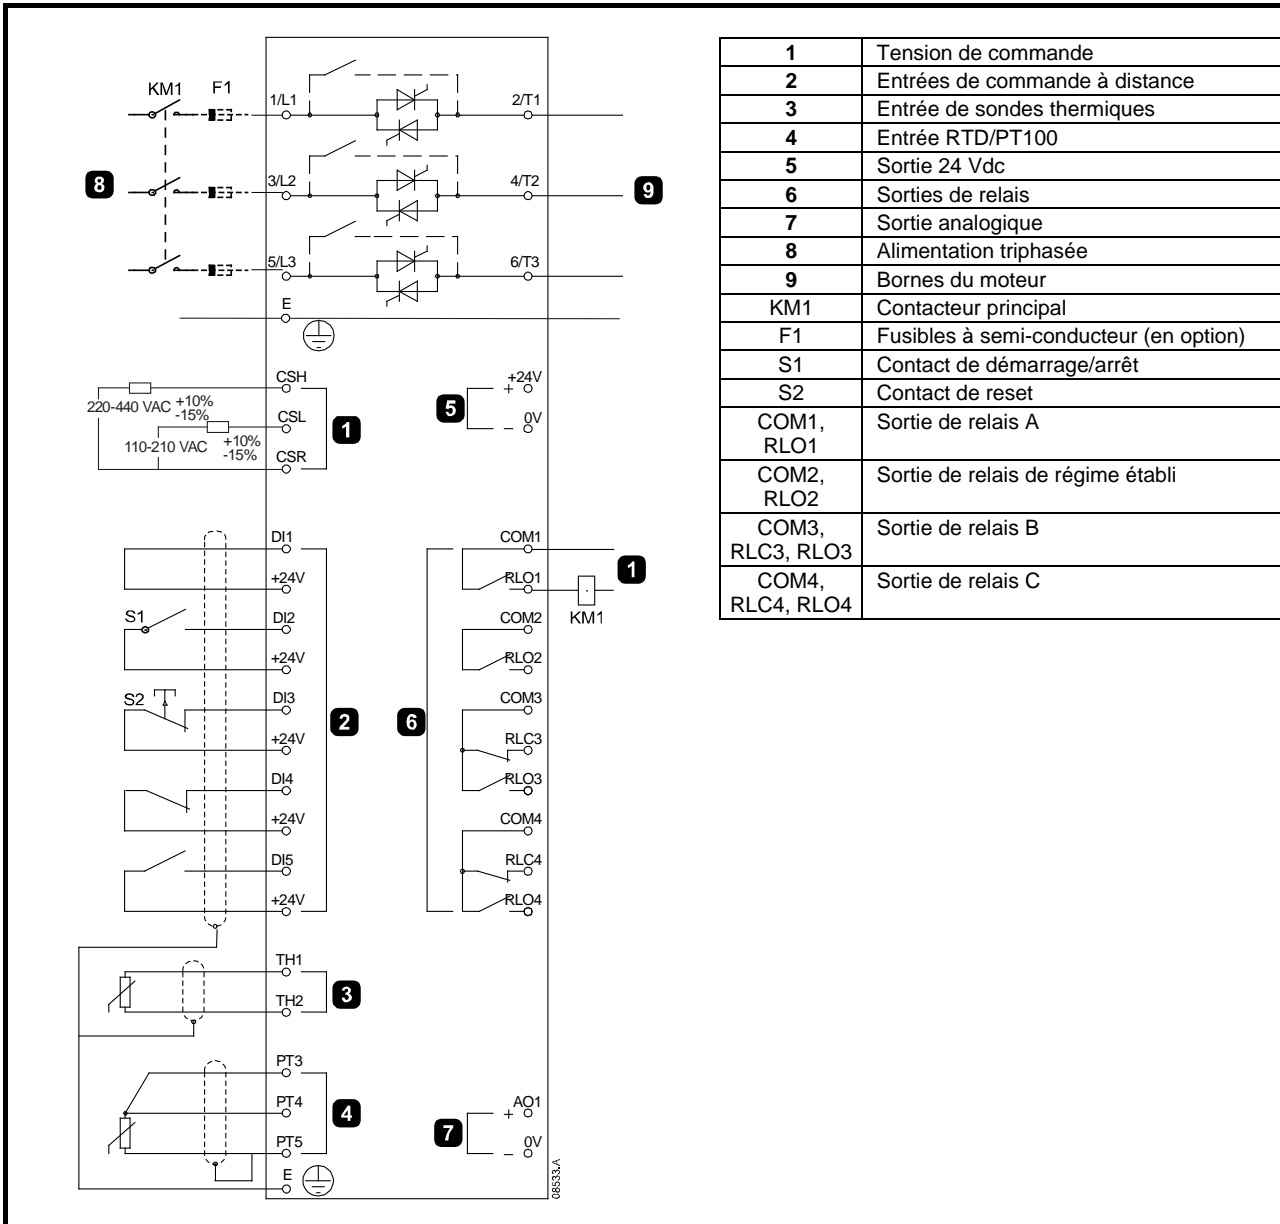 KM1 F1
1/L1 2/T1
8 3/L2 4/T2 9
5/L3 6/T3
E
CSH +24V
+
220-440 VAC +10%
-15%
CSL 5 0V
1 –
110-210 VAC +10%
-15%
CSR
DI1 COM1
+24V RLO1 1
S1 DI2 COM2 KM1
+24V RLO2
S2 DI3 COM3
2 6
+24V RLC3
DI4 RLO3
+24V COM4
DI5 RLC4
+24V RLO4
TH1
3
TH2
PT3
PT4 AO1
4 +
7
PT5 0V
–
E
08533.A
1 Tension de commande
2 Entrées de commande à distance
3 Entrée de sondes thermiques
4 Entrée RTD/PT100
5 Sortie 24 Vdc
6 Sorties de relais
7 Sortie analogique
8 Alimentation triphasée
9 Bornes du moteur
KM1 Contacteur principal
F1 Fusibles à semi-conducteur (en option)
S1 Contact de démarrage/arrêt
S2 Contact de reset
COM1, Sortie de relais A
RLO1
COM2, Sortie de relais de régime établi
RLO2
COM3, Sortie de relais B
RLC3, RLO3
COM4, Sortie de relais C
RLC4, RLO4